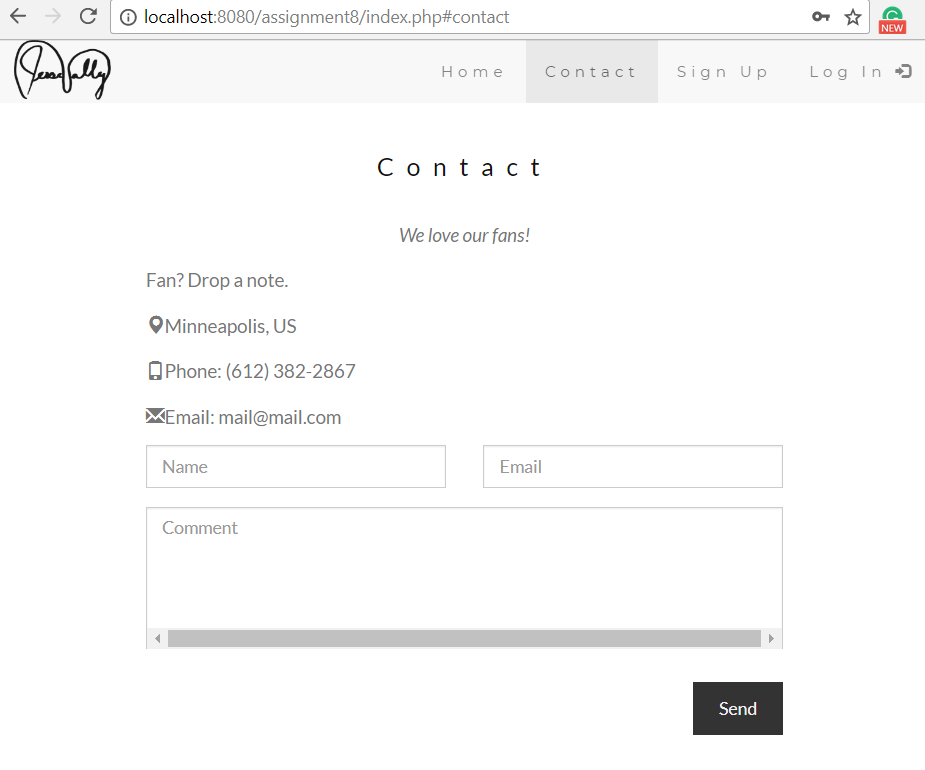 localhost:8080/assignment8/index.php#contact
NEW
Home Contact Sign Up Log In
Contact
We love our fans!
Fan? Drop a note.
Minneapolis, US
Phone: (612) 382-2867
Email: mail@mail.com
Name Email
Comment
Send